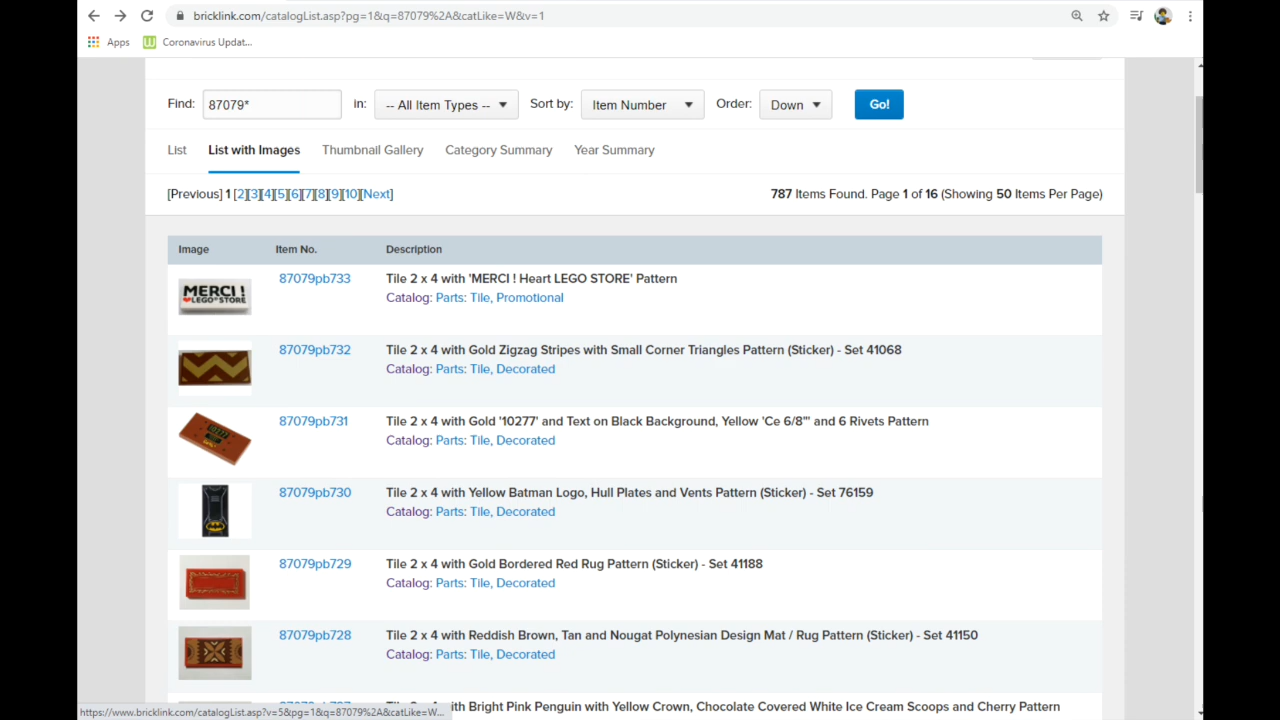 bricklink.com/catalogList.asp?pg=1&q=87079%2A&catLike=W&v=1
Apps Coronavirus Updat...
Find: 87079* in: -- All Item Types -- Sort by: Item Number Order: Down Go!
List List with Images Thumbnail Gallery Category Summary Year Summary
[Previous] 1 [2][3][4][5][6][7][8][9][10][Next] 787 Items Found. Page 1 of 16 (Showing 50 Items Per Page)
Image Item No. Description
MERCI !
LEGO STORE
87079pb733 Tile 2 x 4 with 'MERCI ! Heart LEGO STORE' Pattern
Catalog: Parts: Tile, Promotional
87079pb732 Tile 2 x 4 with Gold Zigzag Stripes with Small Corner Triangles Pattern (Sticker) - Set 41068
Catalog: Parts: Tile, Decorated
87079pb731 Tile 2 x 4 with Gold '10277' and Text on Black Background, Yellow 'Ce 6/8"' and 6 Rivets Pattern
Catalog: Parts: Tile, Decorated
87079pb730 Tile 2 x 4 with Yellow Batman Logo, Hull Plates and Vents Pattern (Sticker) - Set 76159
Catalog: Parts: Tile, Decorated
87079pb729 Tile 2 x 4 with Gold Bordered Red Rug Pattern (Sticker) - Set 41188
Catalog: Parts: Tile, Decorated
87079pb728 Tile 2 x 4 with Reddish Brown, Tan and Nougat Polynesian Design Mat / Rug Pattern (Sticker) - Set 41150
Catalog: Parts: Tile, Decorated
with Bright Pink Penguin with Yellow Crown, Chocolate Covered White Ice Cream Scoops and Cherry Pattern
https://www.bricklink.com/catalogList.asp?v=5&pg=1&q=87079%2A&catLike=W...